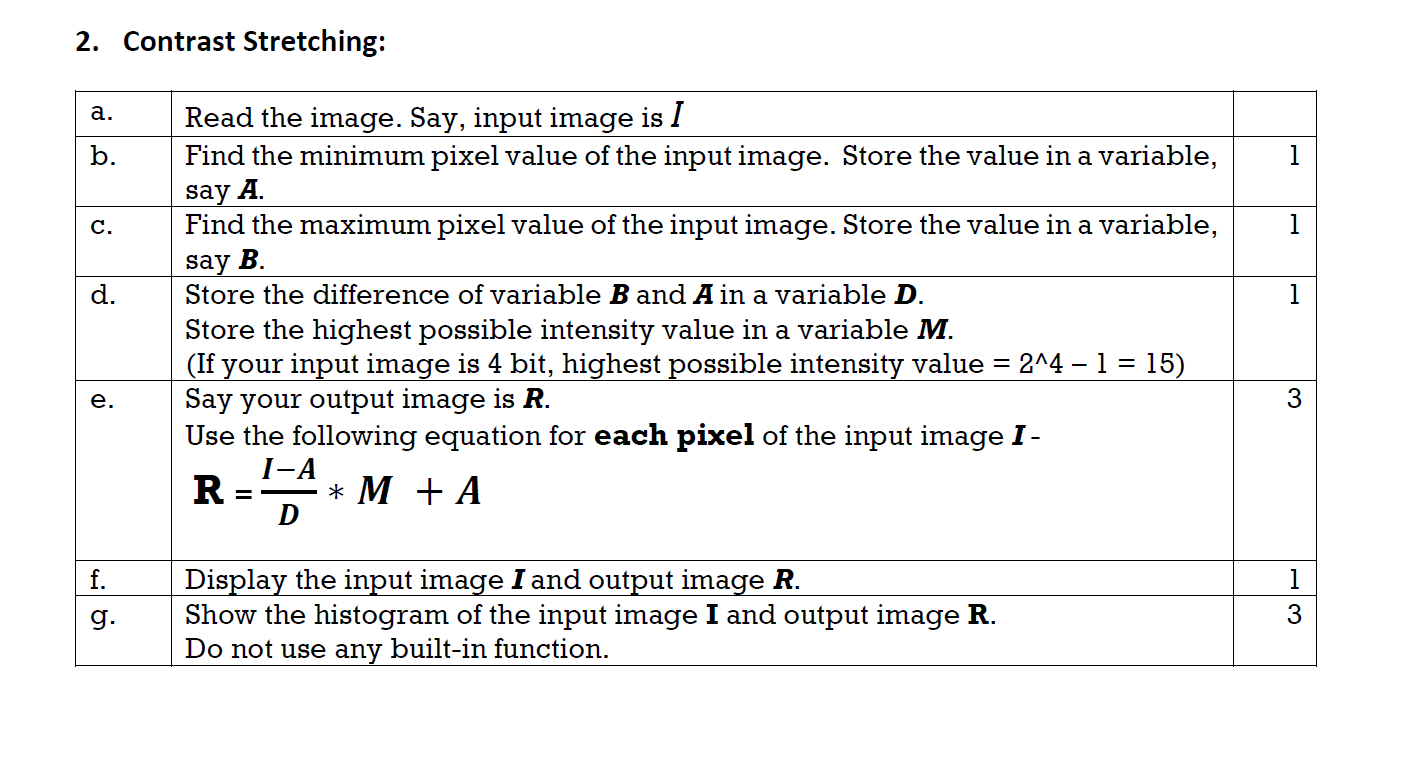 2. Contrast Stretching:
a. Read the image. Say, input image is I
b. Find the minimum pixel value of the input image. Store the value in a variable, 1
say A.
c. Find the maximum pixel value of the input image. Store the value in a variable, 1
say B.
d. Store the difference of variable B and A in a variable D. 1
Store the highest possible intensity value in a variable M.
(If your input image is 4 bit, highest possible intensity value = 2^4 – 1 = 15)
e. Say your output image is R. 3
Use the following equation for each pixel of the input image I -
R = \frac{I−A}{D} * M + A
f. Display the input image I and output image R. 1
g. Show the histogram of the input image I and output image R. 3
Do not use any built-in function.